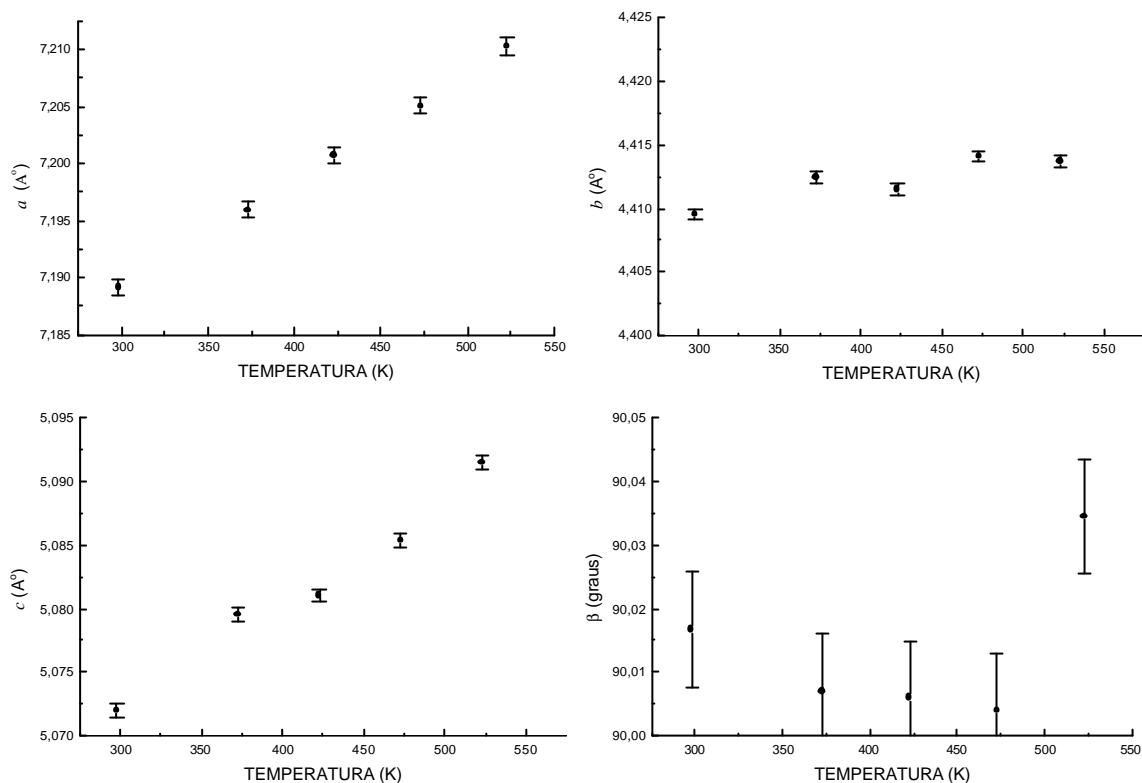 7,210
7,205
7,200
7,195
7,190
7,185
a (A°)
300 350 400 450 500 550
TEMPERATURA (K)
4,425
4,420
4,415
4,410
4,405
4,400
b (A°)
300 350 400 450 500 550
TEMPERATURA (K)
5,095
5,090
5,085
5,080
5,075
5,070
c (A°)
300 350 400 450 500 550
TEMPERATURA (K)
90,05
90,04
90,03
90,02
90,01
90,00
β (graus)
300 350 400 450 500 550
TEMPERATURA (K)